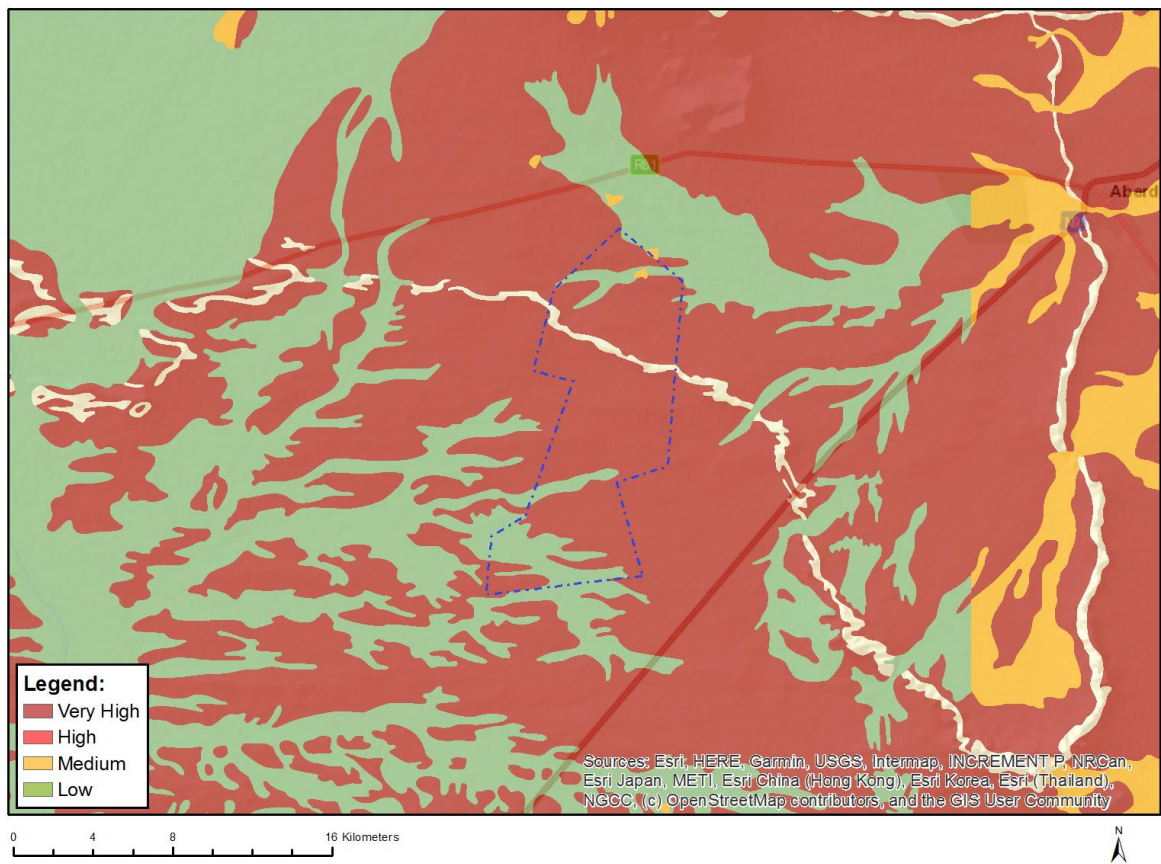 R61
Aberd
Legend:
Very High
High
Medium
Low
Sources: Esri, HERE, Garmin, USGS, Intermap, INCREMENT P, NRCan,
Esri Japan, METI, Esri China (Hong Kong), Esri Korea, Esri (Thailand),
NGCC, (c) OpenStreetMap contributors, and the GIS User Community
0 4 8 16 Kilometers
N